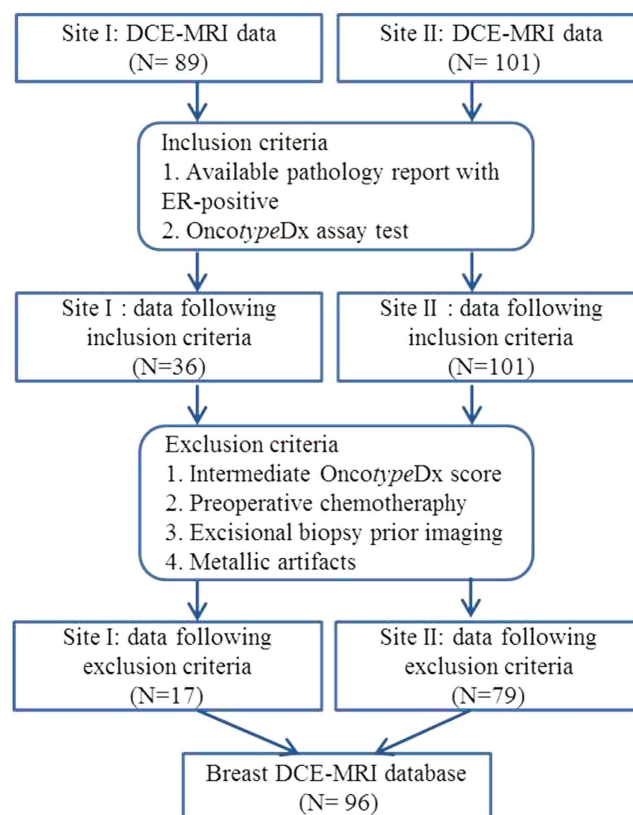 Site I: DCE-MRI data
(N= 89)
Site II: DCE-MRI data
(N= 101)
Inclusion criteria
1. Available pathology report with
ER-positive
2. OncotypeDx assay test
Site I : data following
inclusion criteria
(N=36)
Site II : data following
inclusion criteria
(N=101)
Exclusion criteria
1. Intermediate OncotypeDx score
2. Preoperative chemotheraphy
3. Excisional biopsy prior imaging
4. Metallic artifacts
Site I: data following
exclusion criteria
(N=17)
Site II: data following
exclusion criteria
(N=79)
Breast DCE-MRI database
(N= 96)